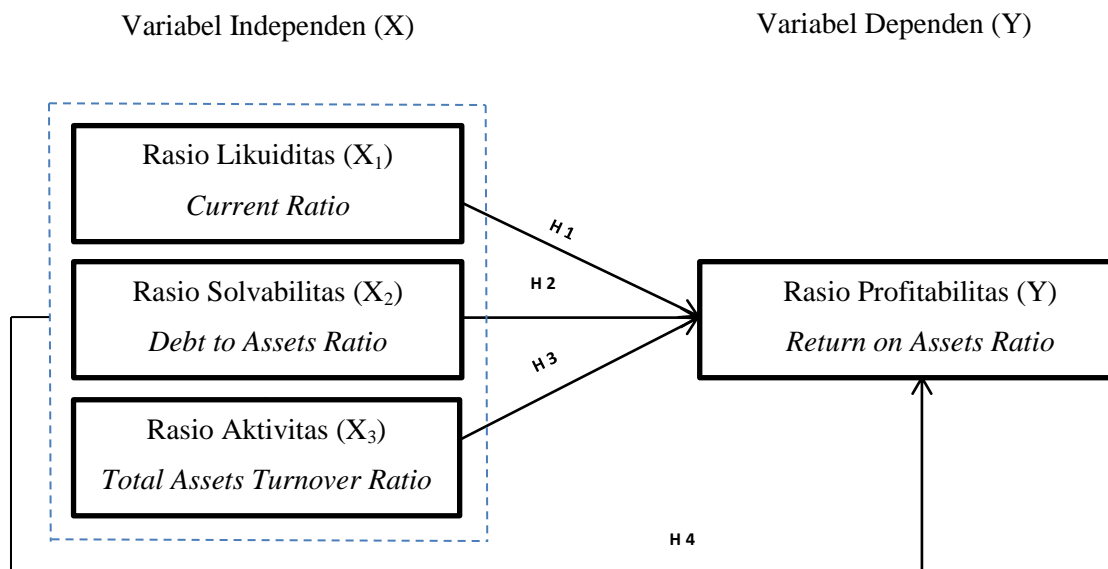 Variabel Independen (X)
Variabel Dependen (Y)
Rasio Likuiditas (X₁)
Current Ratio
H 1
Rasio Solvabilitas (X₂)
Debt to Assets Ratio
H 2
Rasio Profitabilitas (Y)
Return on Assets Ratio
H 3
Rasio Aktivitas (X₃)
Total Assets Turnover Ratio
H 4